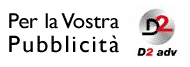 Per la Vostra
Pubblicità
D2
D2 adv